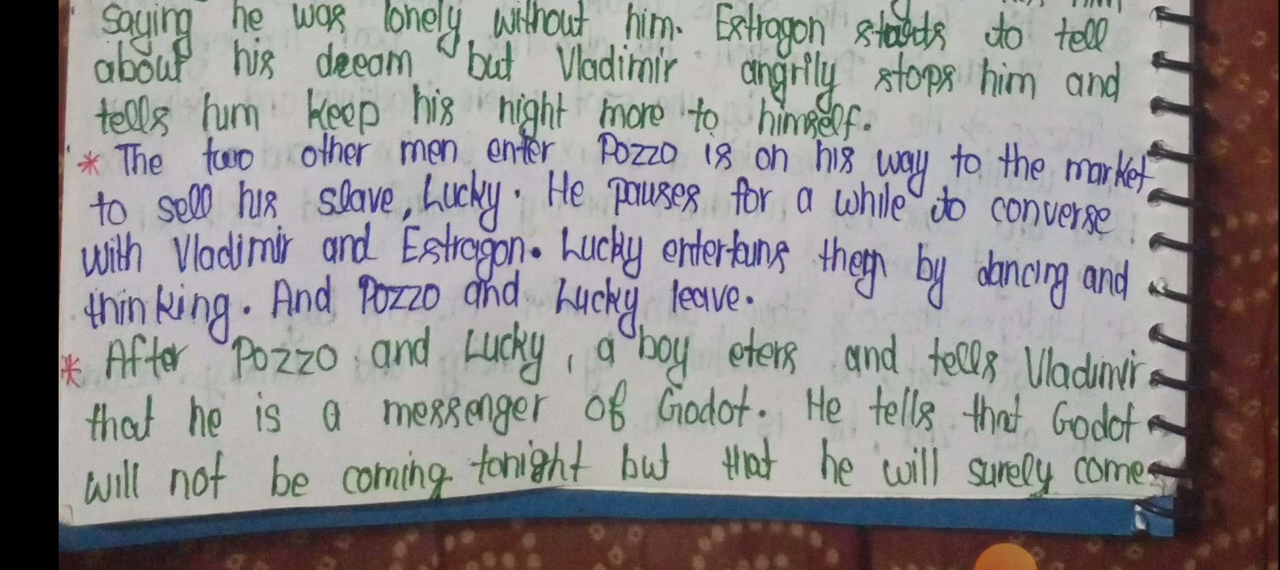 saying he was lonely without him. Estragon starts to tell
about his dream but Vladimir angrily stops him and
tells him keep his night more to himself.
* The two other men enter Pozzo is on his way to the market
to sell his slave, Lucky. He pauses for a while to converse
with Vladimir and Estragon. Lucky entertains them by dancing and
thinking. And Pozzo and Lucky leave.
* After Pozzo and Lucky, a boy eters and tells Vladimir
that he is a messenger of Godot. He tells that Godot
will not be coming tonight but that he will surely come